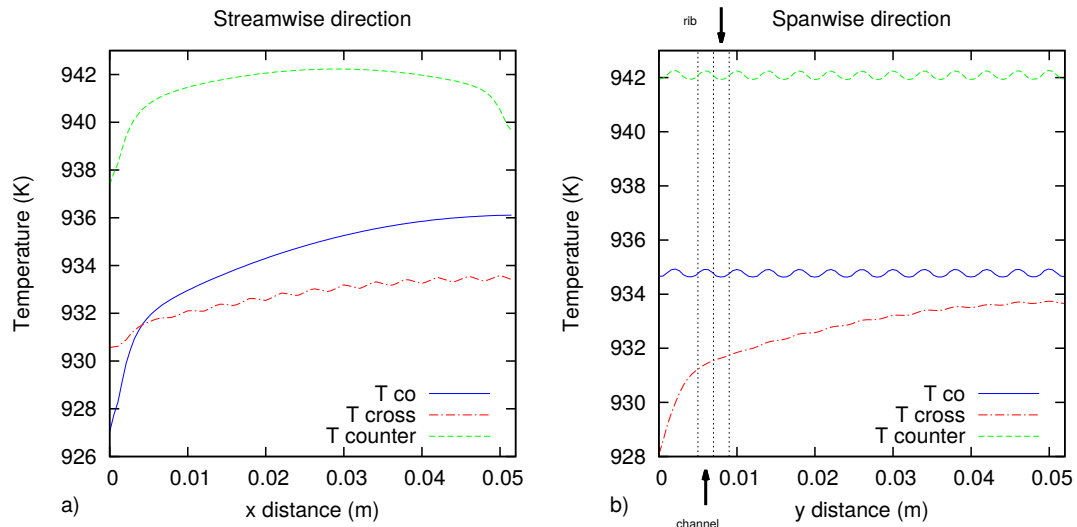 Streamwise direction
942
940
938
936
934
932
930
928
926
0
0.01
0.02
0.03
0.04
0.05
Temperature (K)
x distance (m)
T co
T cross
T counter
a)
rib
Spanwise direction
942
940
938
936
934
932
930
928
0
0.01
0.02
0.03
0.04
0.05
Temperature (K)
y distance (m)
T co
T cross
T counter
b)
channel